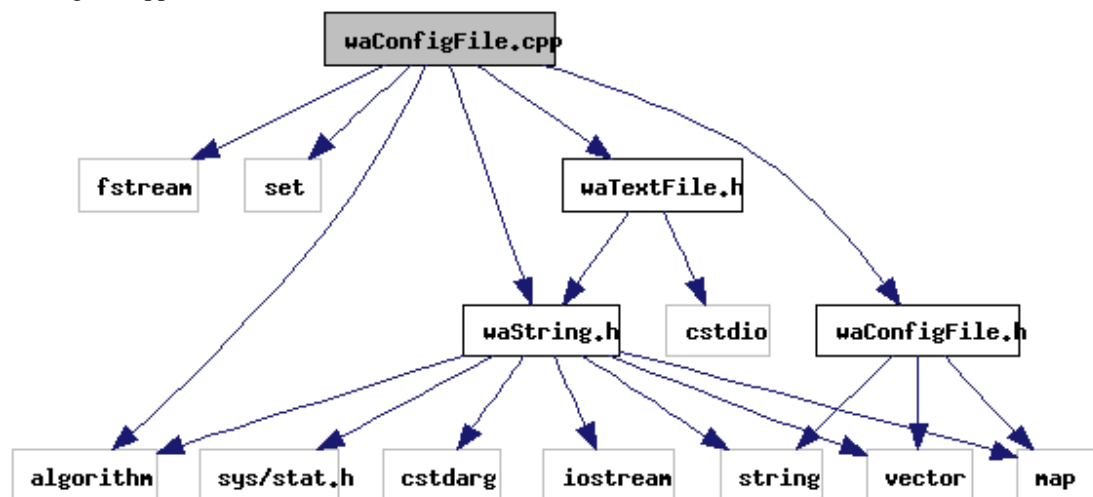 waConfigFile.cpp
fstream
set
waTextFile.h
waString.h
cstdio
waConfigFile.h
algorithm
sys/stat.h
cstdarg
iostream
string
vector
map